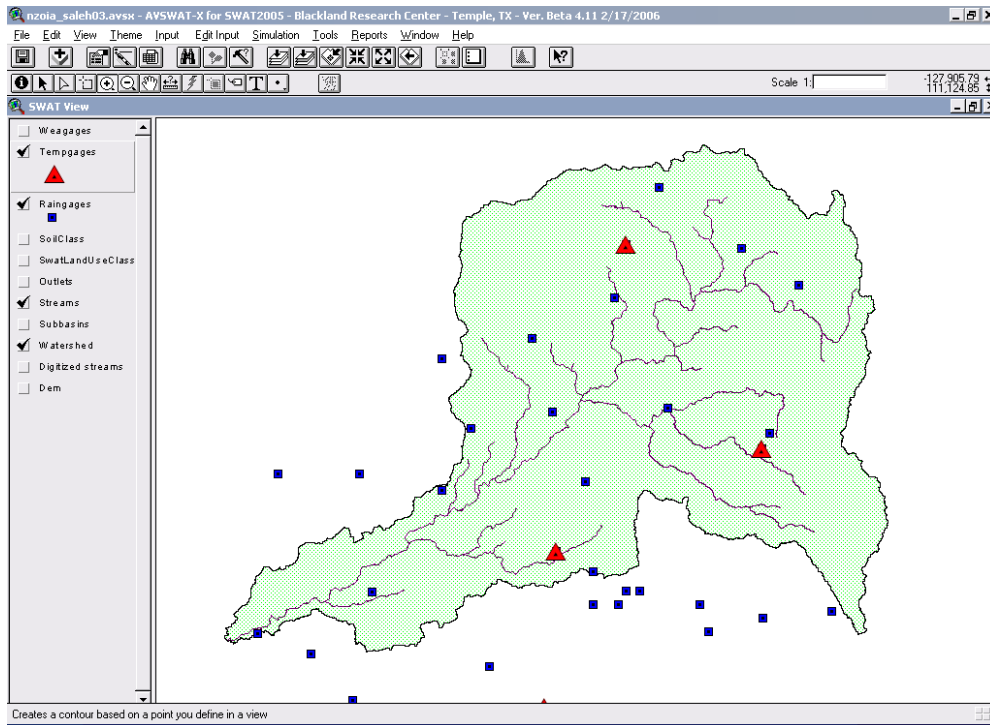 nzoia_saleh03.avsx - AVSWAT-X for SWAT2005 - Blackland Research Center - Temple, TX - Ver. Beta 4.11 2/17/2006
File Edit View Theme Input Edit Input Simulation Tools Reports Window Help
T
Scale 1:
-127,905.79
111,124.85
SWAT View
Weagages
Tempgages
Raingages
SoilClass
SwatLandUseClass
Outlets
Streams
Subbasins
Watershed
Digitized streams
Dem
Creates a contour based on a point you define in a view